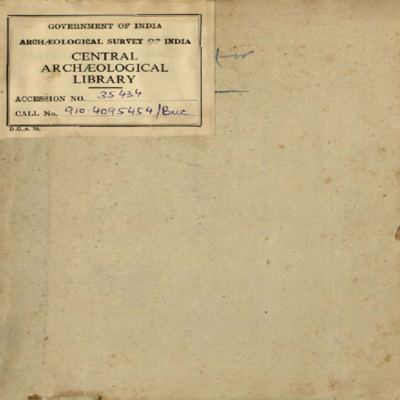 GOVERNMENT OF INDIA
ARCHÆOLOGICAL SURVEY OF INDIA
CENTRAL
ARCHÆOLOGICAL
LIBRARY
ACCESSION NO. 35434
CALL No. 910.4095454/Buc
D.G.A. 79.